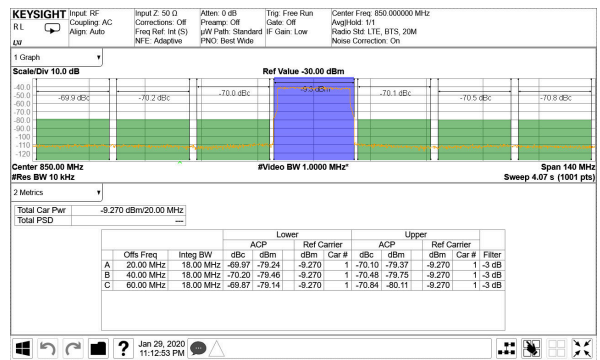 KEYSIGHT Input: RF Input Z: 50 Ω Atten: 0 dB Trig: Free Run Center Freq: 850.000000 MHz
RL Coupling: AC Corrections: Off Preamp: Off Gate: Off Avg|Hold: 1/1
Align: Auto Freq Ref: Int (S) µW Path: Standard IF Gain: Low Radio Std: LTE, BTS, 20M
LXI NFE: Adaptive PNO: Best Wide Noise Correction: On
1 Graph
Scale/Div 10.0 dB Ref Value -30.00 dBm
-40.0
-50.0
-60.0
-70.0
-80.0
-90.0
-100
-110
-120
-69.9 dBc -70.2 dBc -70.0 dBc -9.3 dBm -70.1 dBc -70.5 dBc -70.8 dBc
Center 850.00 MHz #Video BW 1.0000 MHz* Span 140 MHz
#Res BW 10 kHz Sweep 4.07 s (1001 pts)
2 Metrics
Total Car Pwr -9.270 dBm/20.00 MHz
Total PSD ---
Lower Upper
ACP Ref Carrier ACP Ref Carrier
Offs Freq Integ BW dBc dBm dBm Car # dBc dBm dBm Car # Filter
A 20.00 MHz 18.00 MHz -69.97 -79.24 -9.270 1 -70.10 -79.37 -9.270 1 -3 dB
B 40.00 MHz 18.00 MHz -70.20 -79.46 -9.270 1 -70.48 -79.75 -9.270 1 -3 dB
C 60.00 MHz 18.00 MHz -69.87 -79.14 -9.270 1 -70.84 -80.11 -9.270 1 -3 dB
? Jan 29, 2020
11:12:53 PM